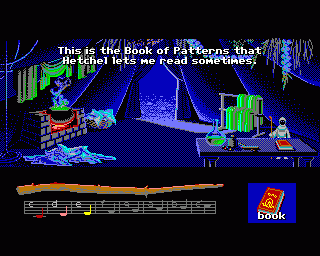 This is the Book of Patterns that
Hetchel lets me read sometimes.
c d e f g a b c
book